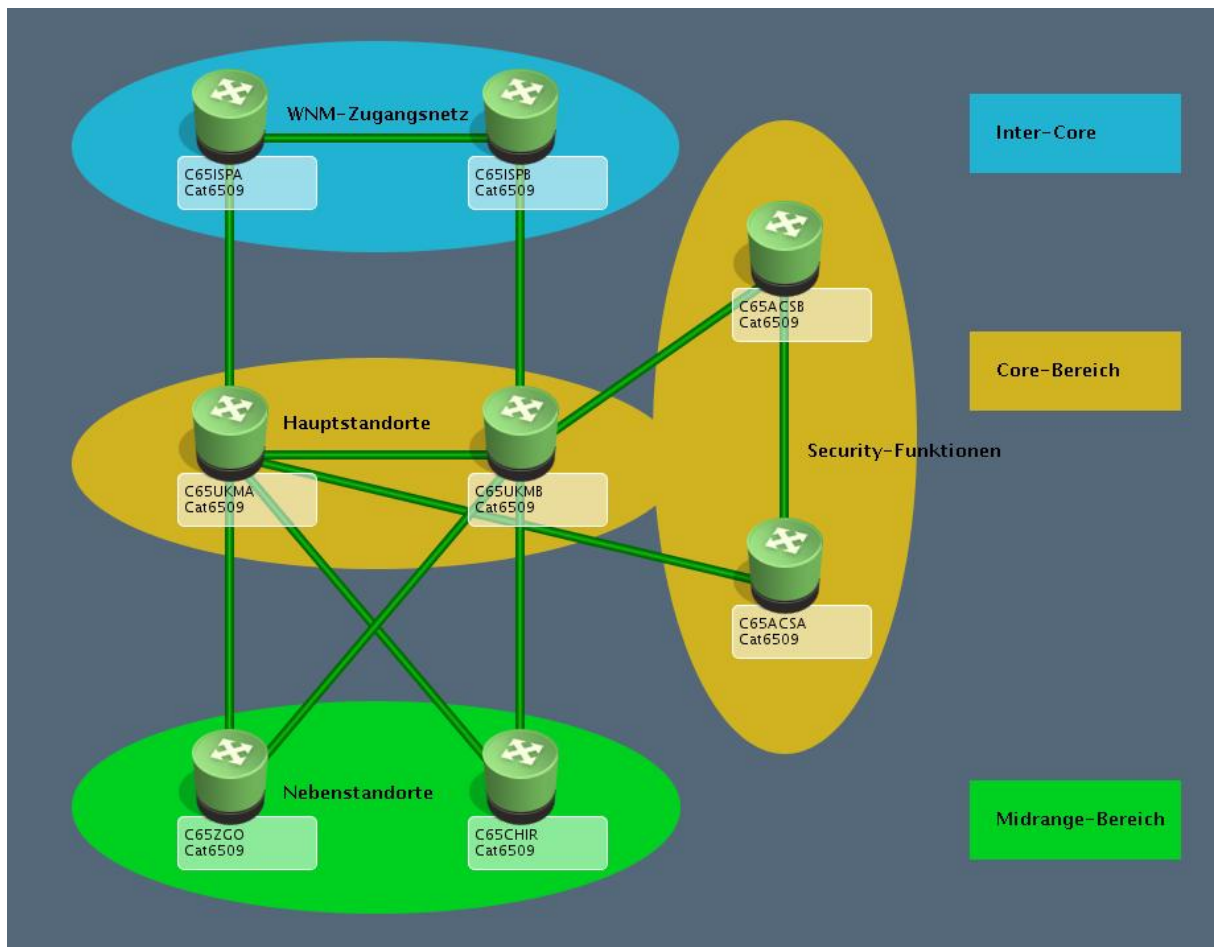 WNM-Zugangsnetz
C65ISPA
Cat6509
C65ISPB
Cat6509
Inter-Core
C65ACSB
Cat6509
Core-Bereich
Hauptstandorte
Security-Funktionen
C65UKMA
Cat6509
C65UKMB
Cat6509
C65ACSA
Cat6509
Nebenstandorte
Midrange-Bereich
C65ZGO
Cat6509
C65CHIR
Cat6509